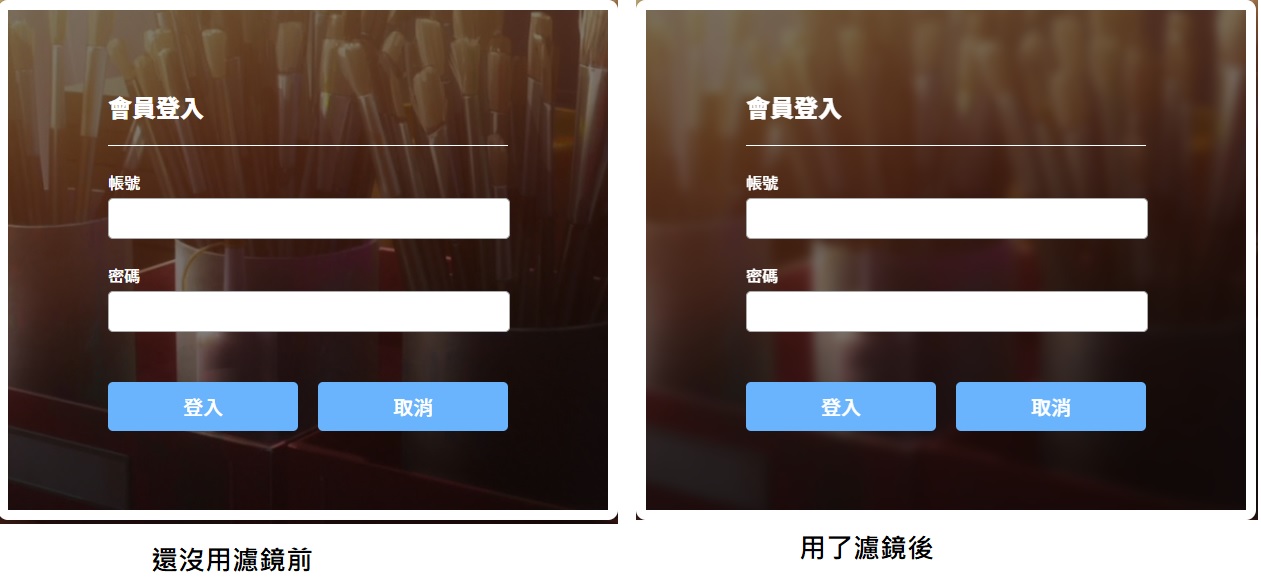 會員登入
帳號
密碼
登入 取消
還沒用濾鏡前
會員登入
帳號
密碼
登入 取消
用了濾鏡後